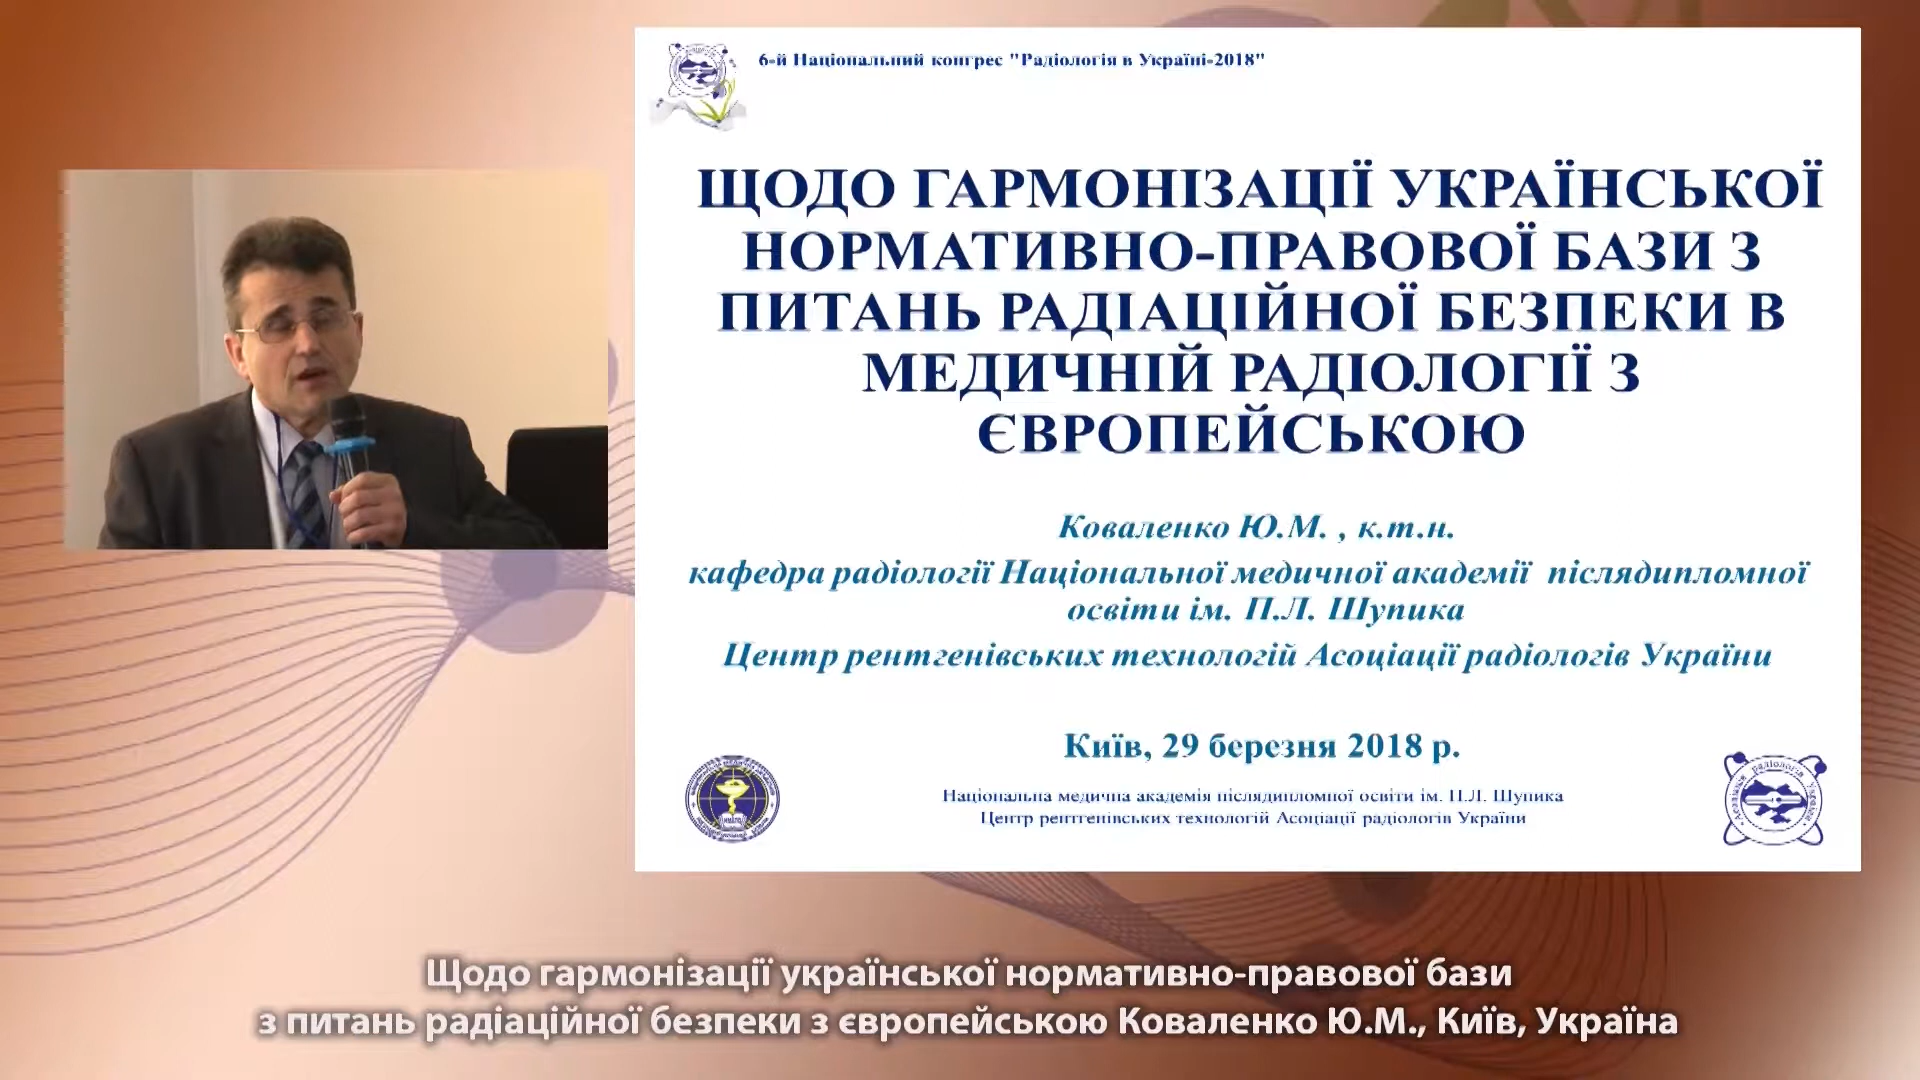 6-й Національний конгрес "Радіологія в Україні-2018"
ЩОДО ГАРМОНІЗАЦІЇ УКРАЇНСЬКОЇ
НОРМАТИВНО-ПРАВОВОЇ БАЗИ З
ПИТАНЬ РАДІАЦІЙНОЇ БЕЗПЕКИ В
МЕДИЧНІЙ РАДІОЛОГІЇ З
ЄВРОПЕЙСЬКОЮ
Коваленко Ю.М. , к.т.н.
кафедра радіології Національної медичної академії післядипломної
освіти ім. П.Л. Шупика
Центр рентгенівських технологій Асоціації радіологів України
Київ, 29 березня 2018 р.
Національна медична академія післядипломної освіти ім. П.Л. Шупика
Центр рентгенівських технологій Асоціації радіологів України
Щодо гармонізації української нормативно-правової бази
з питань радіаційної безпеки з європейською Коваленко Ю.М., Київ, Україна